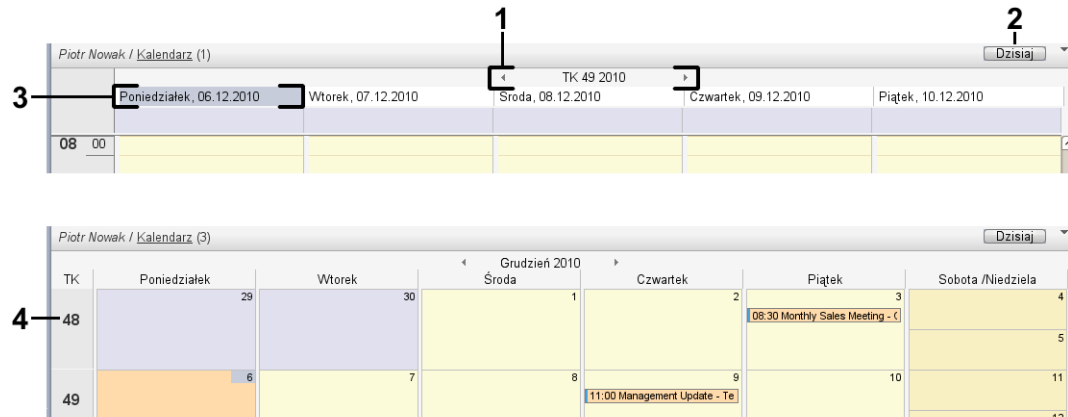 1 2
Piotr Nowak / Kalendarz (1) Dzisiaj
TK 49 2010
3 Poniedziałek, 06.12.2010 Wtorek, 07.12.2010 Środa, 08.12.2010 Czwartek, 09.12.2010 Piątek, 10.12.2010
08 00
Piotr Nowak / Kalendarz (3) Dzisiaj
Grudzień 2010
TK Poniedziałek Wtorek Środa Czwartek Piątek Sobota /Niedziela
29 30 1 2 3 4
4 48 08:30 Monthly Sales Meeting - C
5
6 7 8 9 10 11
49 11:00 Management Update - Te
12